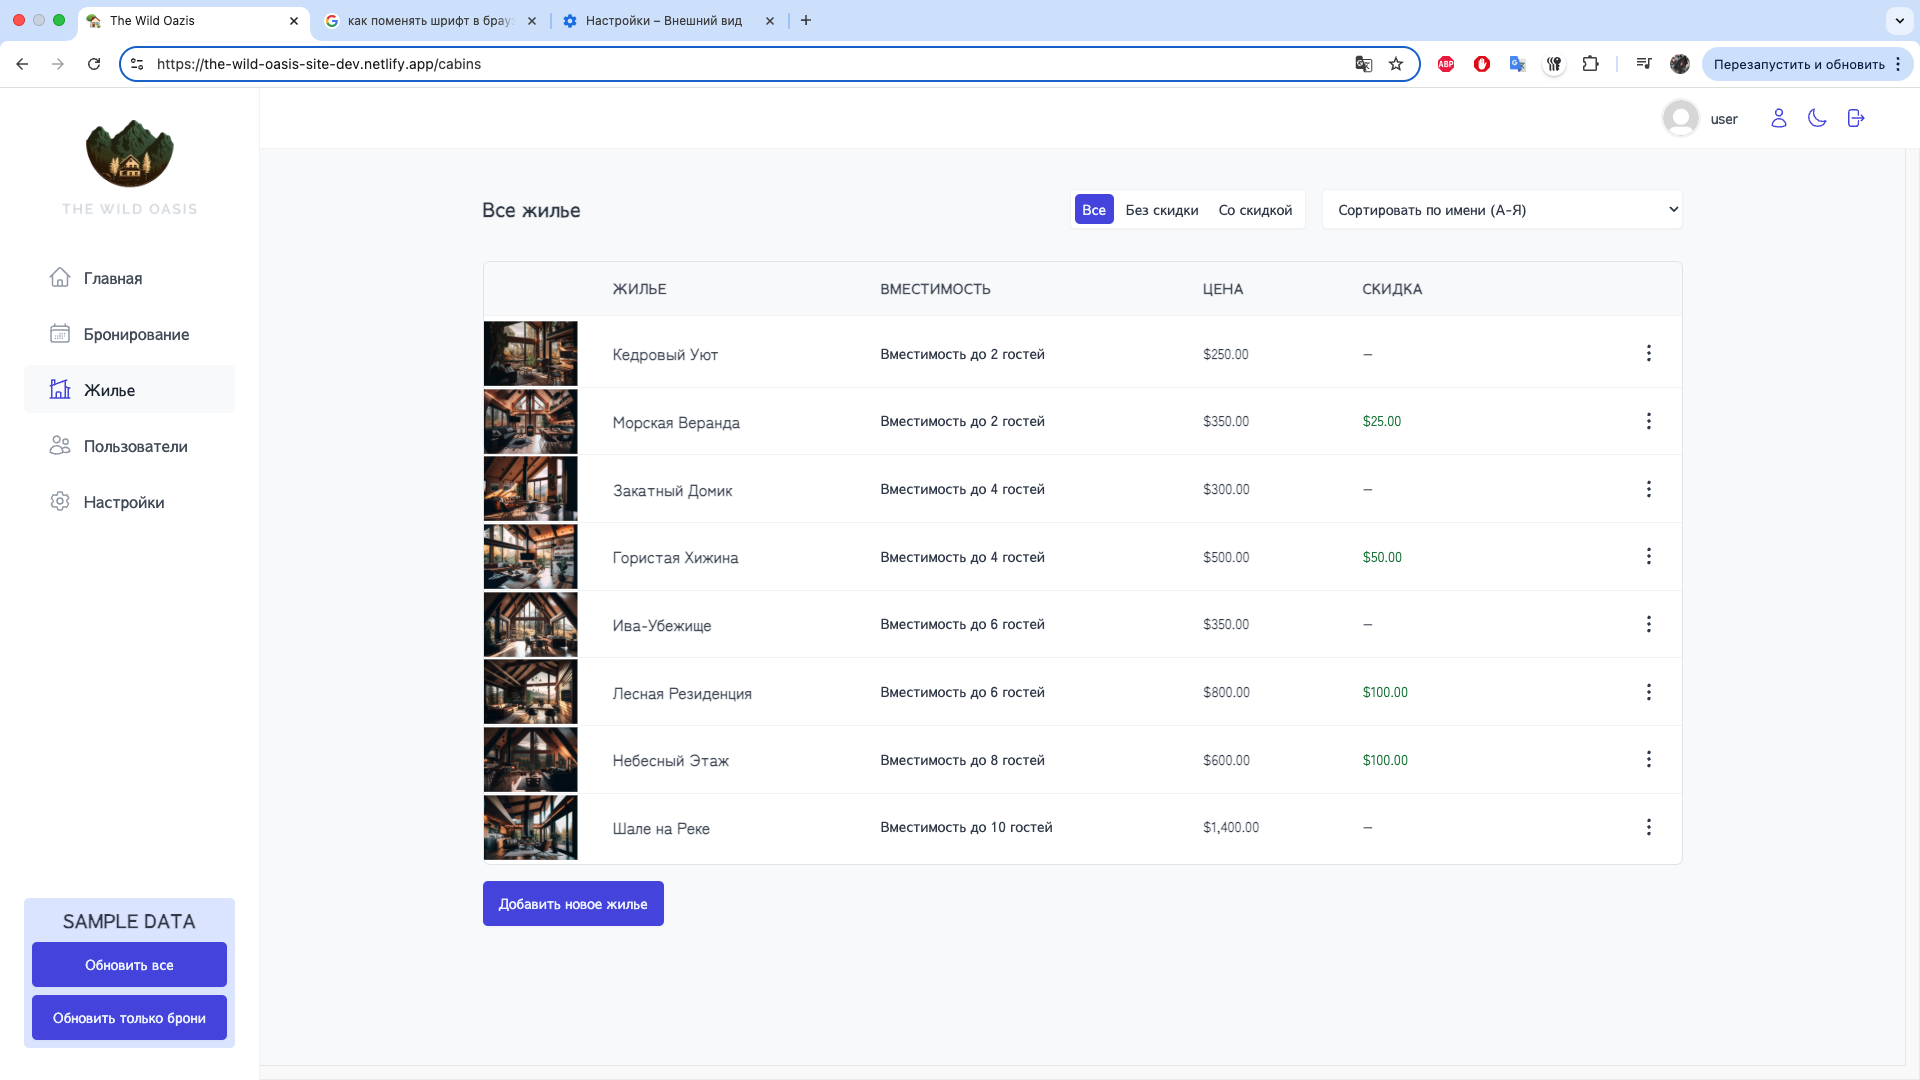 The Wild Oazis
как поменять шрифт в брау
Настройки – Внешний вид
https://the-wild-oasis-site-dev.netlify.app/cabins
ABP
Перезапустить и обновить
THE WILD OASIS
user
Главная
Бронирование
Жилье
Пользователи
Настройки
Все жилье
Все Без скидки Со скидкой
Сортировать по имени (А-Я)
ЖИЛЬЕ ВМЕСТИМОСТЬ ЦЕНА СКИДКА
Кедровый Уют Вместимость до 2 гостей $250.00 —
Морская Веранда Вместимость до 2 гостей $350.00 $25.00
Закатный Домик Вместимость до 4 гостей $300.00 —
Гористая Хижина Вместимость до 4 гостей $500.00 $50.00
Ива-Убежище Вместимость до 6 гостей $350.00 —
Лесная Резиденция Вместимость до 6 гостей $800.00 $100.00
Небесный Этаж Вместимость до 8 гостей $600.00 $100.00
Шале на Реке Вместимость до 10 гостей $1,400.00 —
Добавить новое жилье
SAMPLE DATA
Обновить все
Обновить только брони